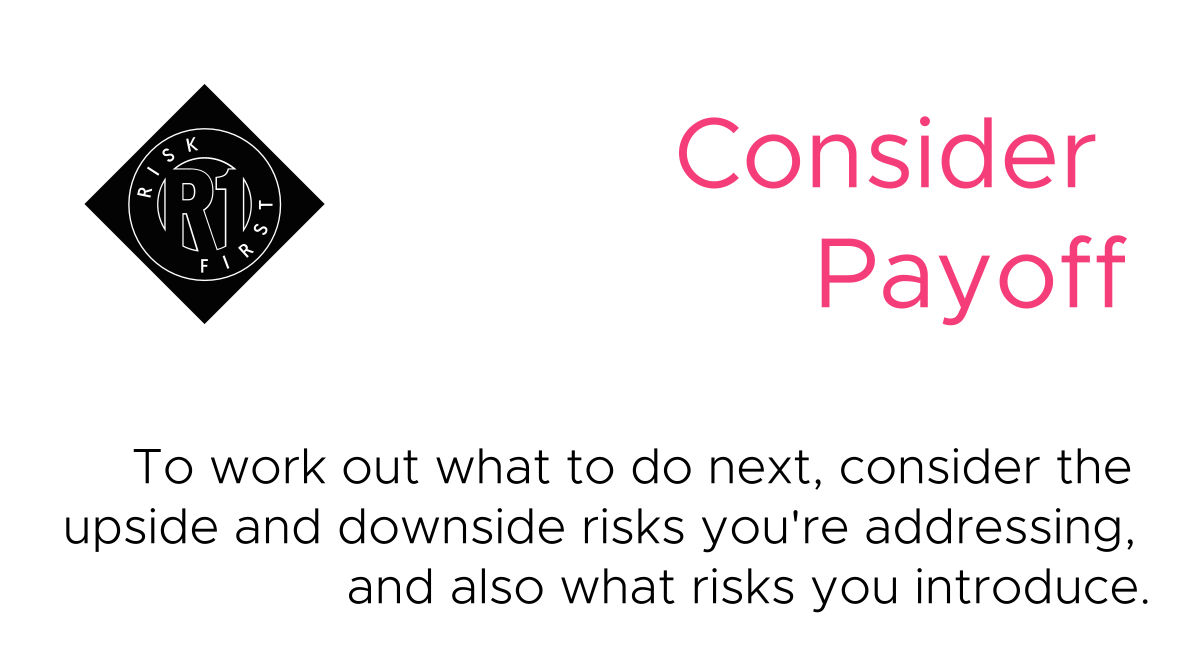 RISK
R1
FIRST
Consider
Payoff
To work out what to do next, consider the
upside and downside risks you're addressing,
and also what risks you introduce.